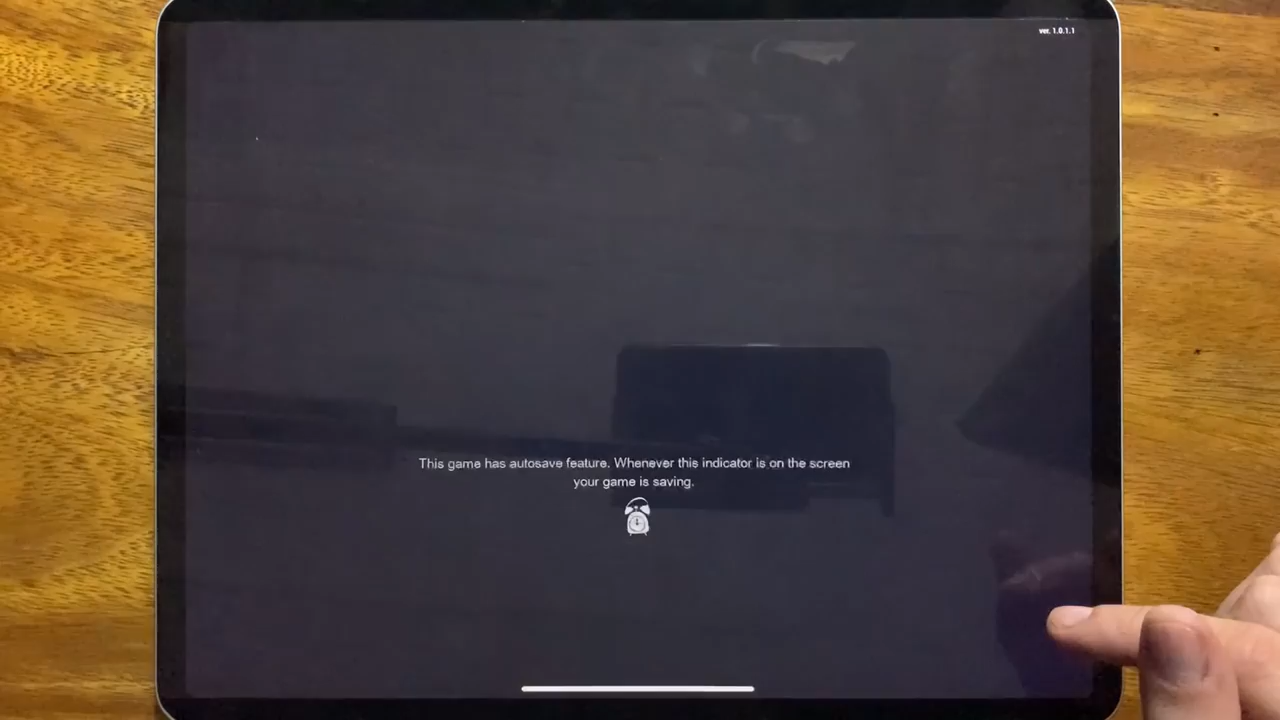 ver. 1.0.1.1
This game has autosave feature. Whenever this indicator is on the screen
your game is saving.